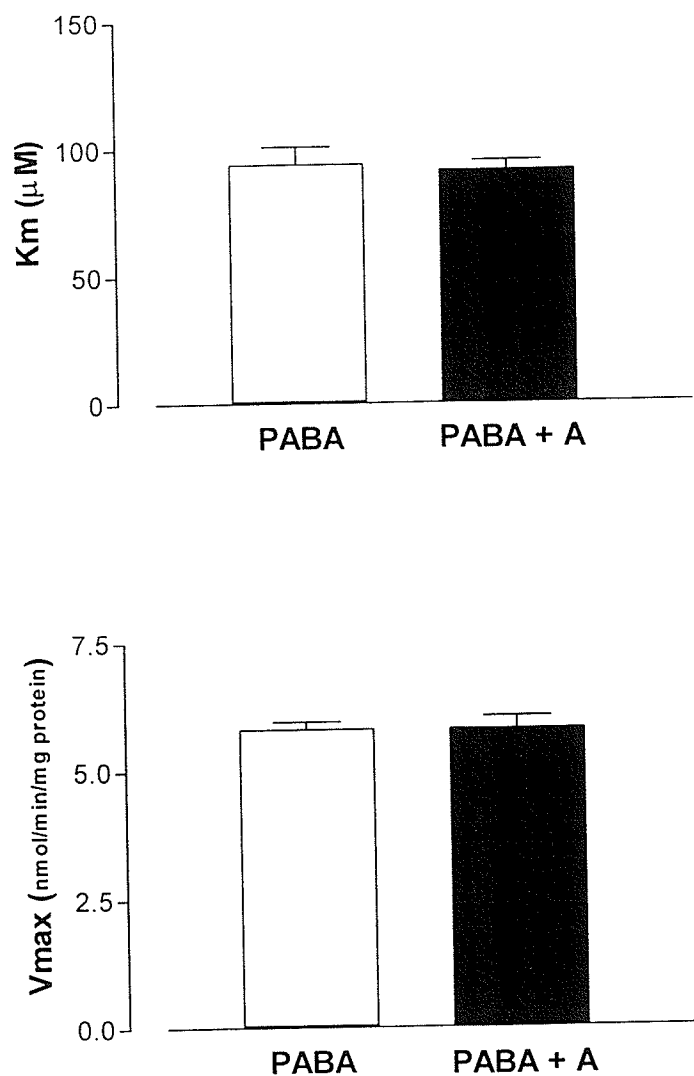 150
100
50
0
Km (μM)
PABA
PABA + A
7.5
5.0
2.5
0.0
Vmax (nmol/min/mg protein)
PABA
PABA + A